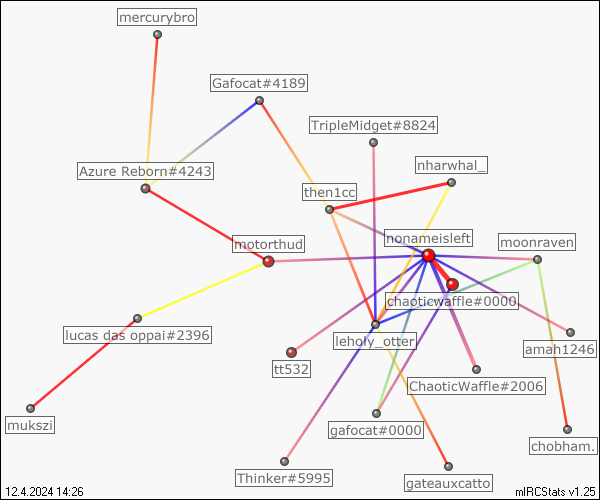 mercurybro
Gafocat#4189
TripleMidget#8824
nharwhal_
Azure Reborn#4243
then1cc
nonameisleft
moonraven
motorthud
chaoticwaffle#0000
lucas das oppai#2396
leholy_otter
amah1246
tt532
ChaoticWaffle#2006
mukszi
gafocat#0000
chobham.
Thinker#5995
gateauxcatto
12.4.2024 14:26
mIRCStats v1.25